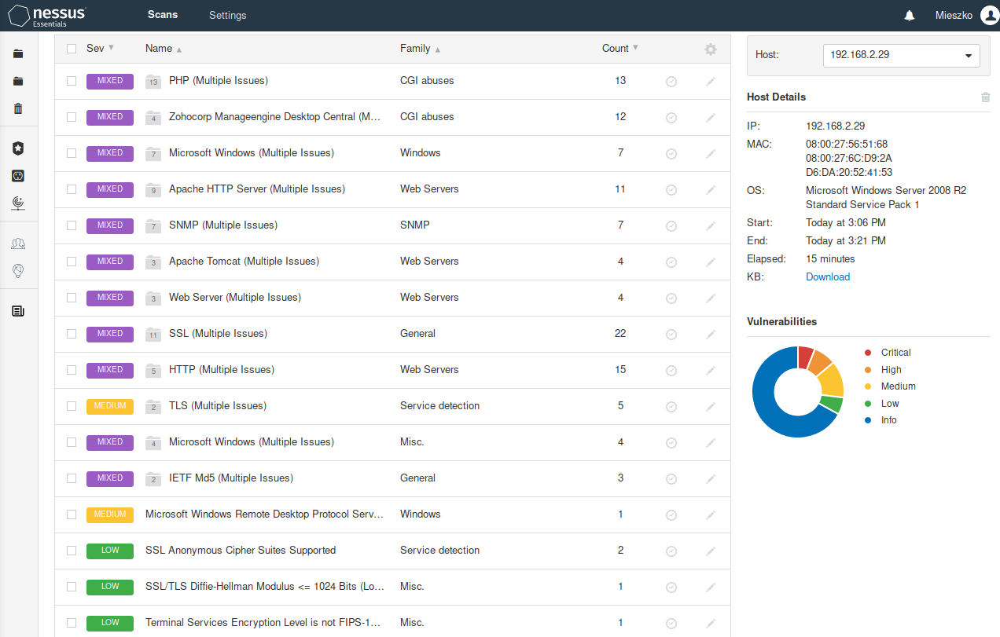 nessus Essentials Scans Settings Mieszko
Sev Name Family Count
MIXED 13 PHP (Multiple Issues) CGI abuses 13
MIXED 4 Zohocorp Manageengine Desktop Central (M... CGI abuses 12
MIXED 7 Microsoft Windows (Multiple Issues) Windows 7
MIXED 9 Apache HTTP Server (Multiple Issues) Web Servers 11
MIXED 7 SNMP (Multiple Issues) SNMP 7
MIXED 3 Apache Tomcat (Multiple Issues) Web Servers 4
MIXED 3 Web Server (Multiple Issues) Web Servers 4
MIXED 11 SSL (Multiple Issues) General 22
MIXED 5 HTTP (Multiple Issues) Web Servers 15
MEDIUM 2 TLS (Multiple Issues) Service detection 5
MIXED 4 Microsoft Windows (Multiple Issues) Misc. 4
MIXED 2 IETF Md5 (Multiple Issues) General 3
MEDIUM Microsoft Windows Remote Desktop Protocol Serv... Windows 1
LOW SSL Anonymous Cipher Suites Supported Service detection 2
LOW SSL/TLS Diffie-Hellman Modulus <= 1024 Bits (Lo... Misc. 1
LOW Terminal Services Encryption Level is not FIPS-1... Misc. 1
Host: 192.168.2.29
Host Details
IP: 192.168.2.29
MAC: 08:00:27:56:51:68
08:00:27:6C:D9:2A
D6:DA:20:52:41:53
OS: Microsoft Windows Server 2008 R2
Standard Service Pack 1
Start: Today at 3:06 PM
End: Today at 3:21 PM
Elapsed: 15 minutes
KB: Download
Vulnerabilities
Critical
High
Medium
Low
Info